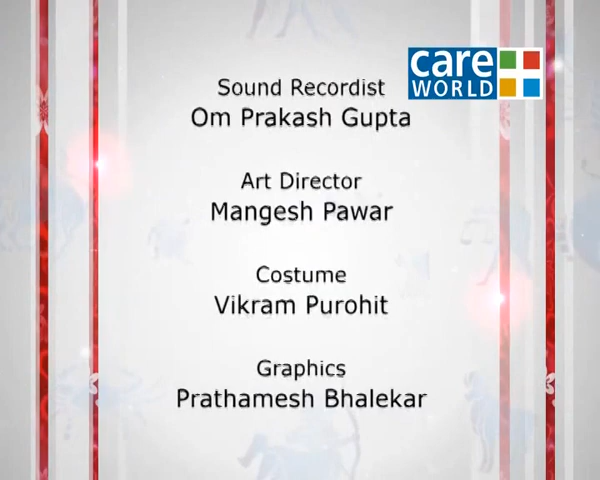 care
WORLD
Sound Recordist
Om Prakash Gupta
Art Director
Mangesh Pawar
Costume
Vikram Purohit
Graphics
Prathamesh Bhalekar